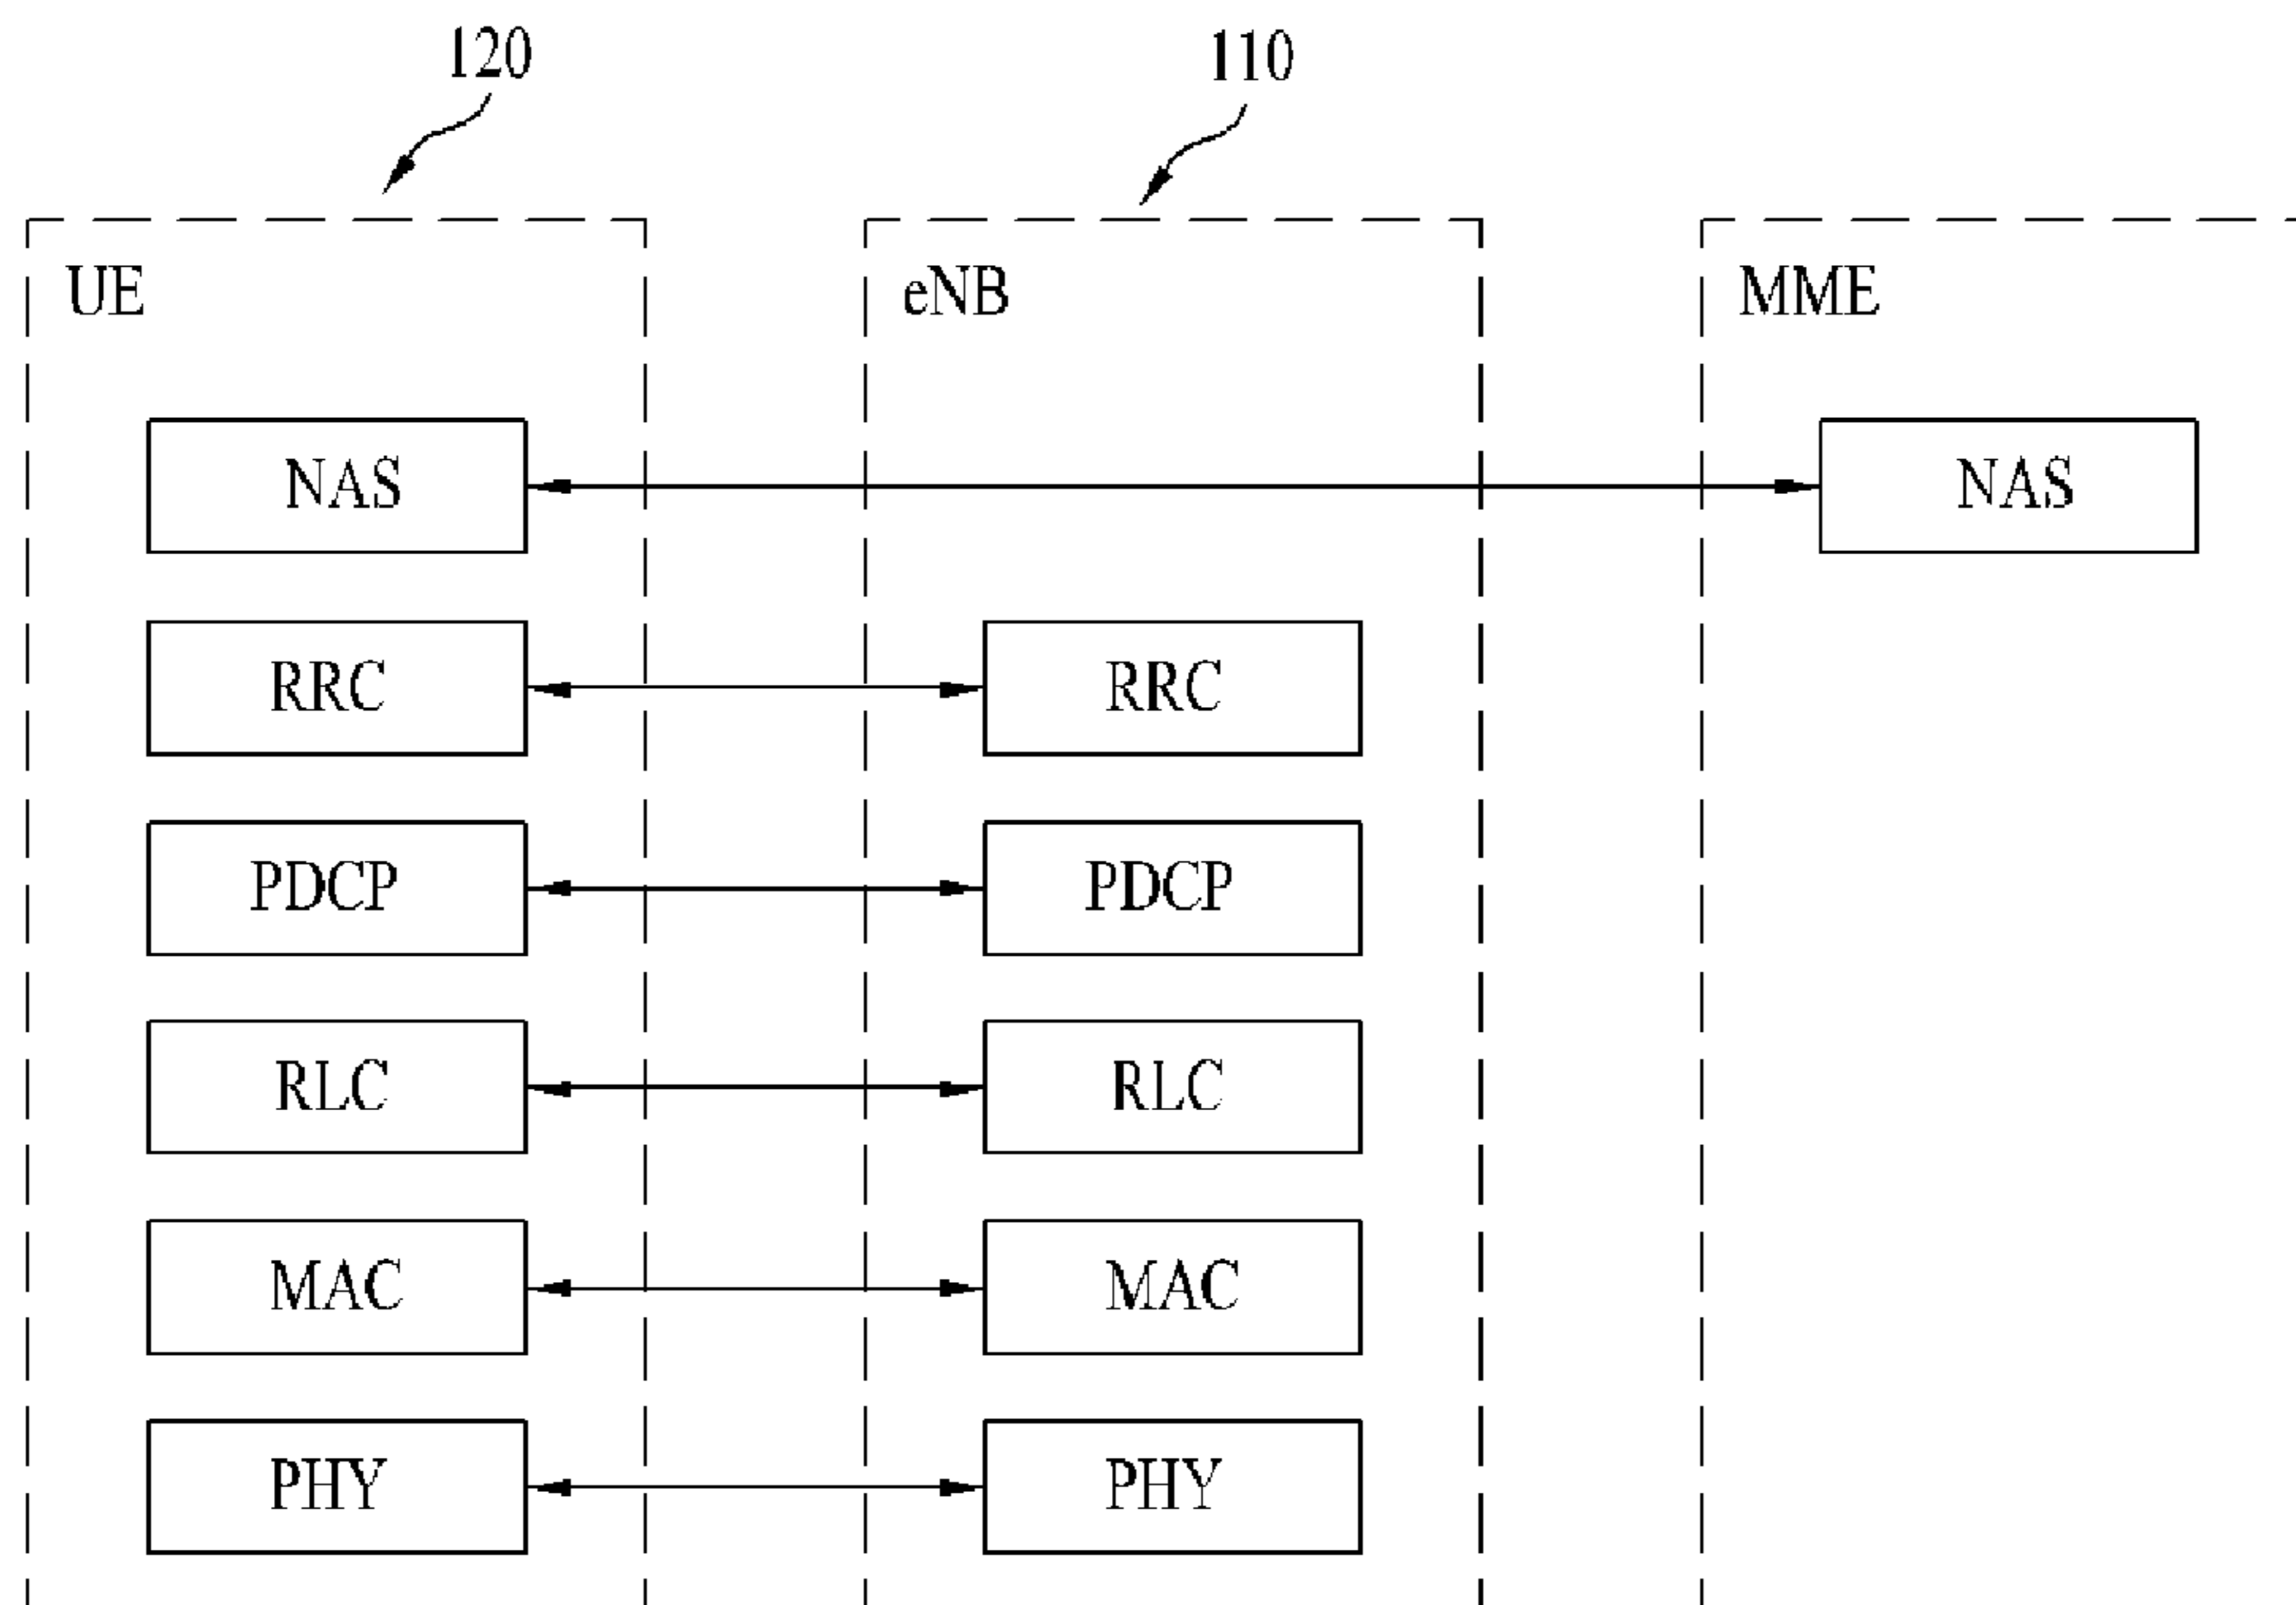 120 110
UE eNB MME
NAS NAS
RRC RRC
PDCP PDCP
RLC RLC
MAC MAC
PHY PHY